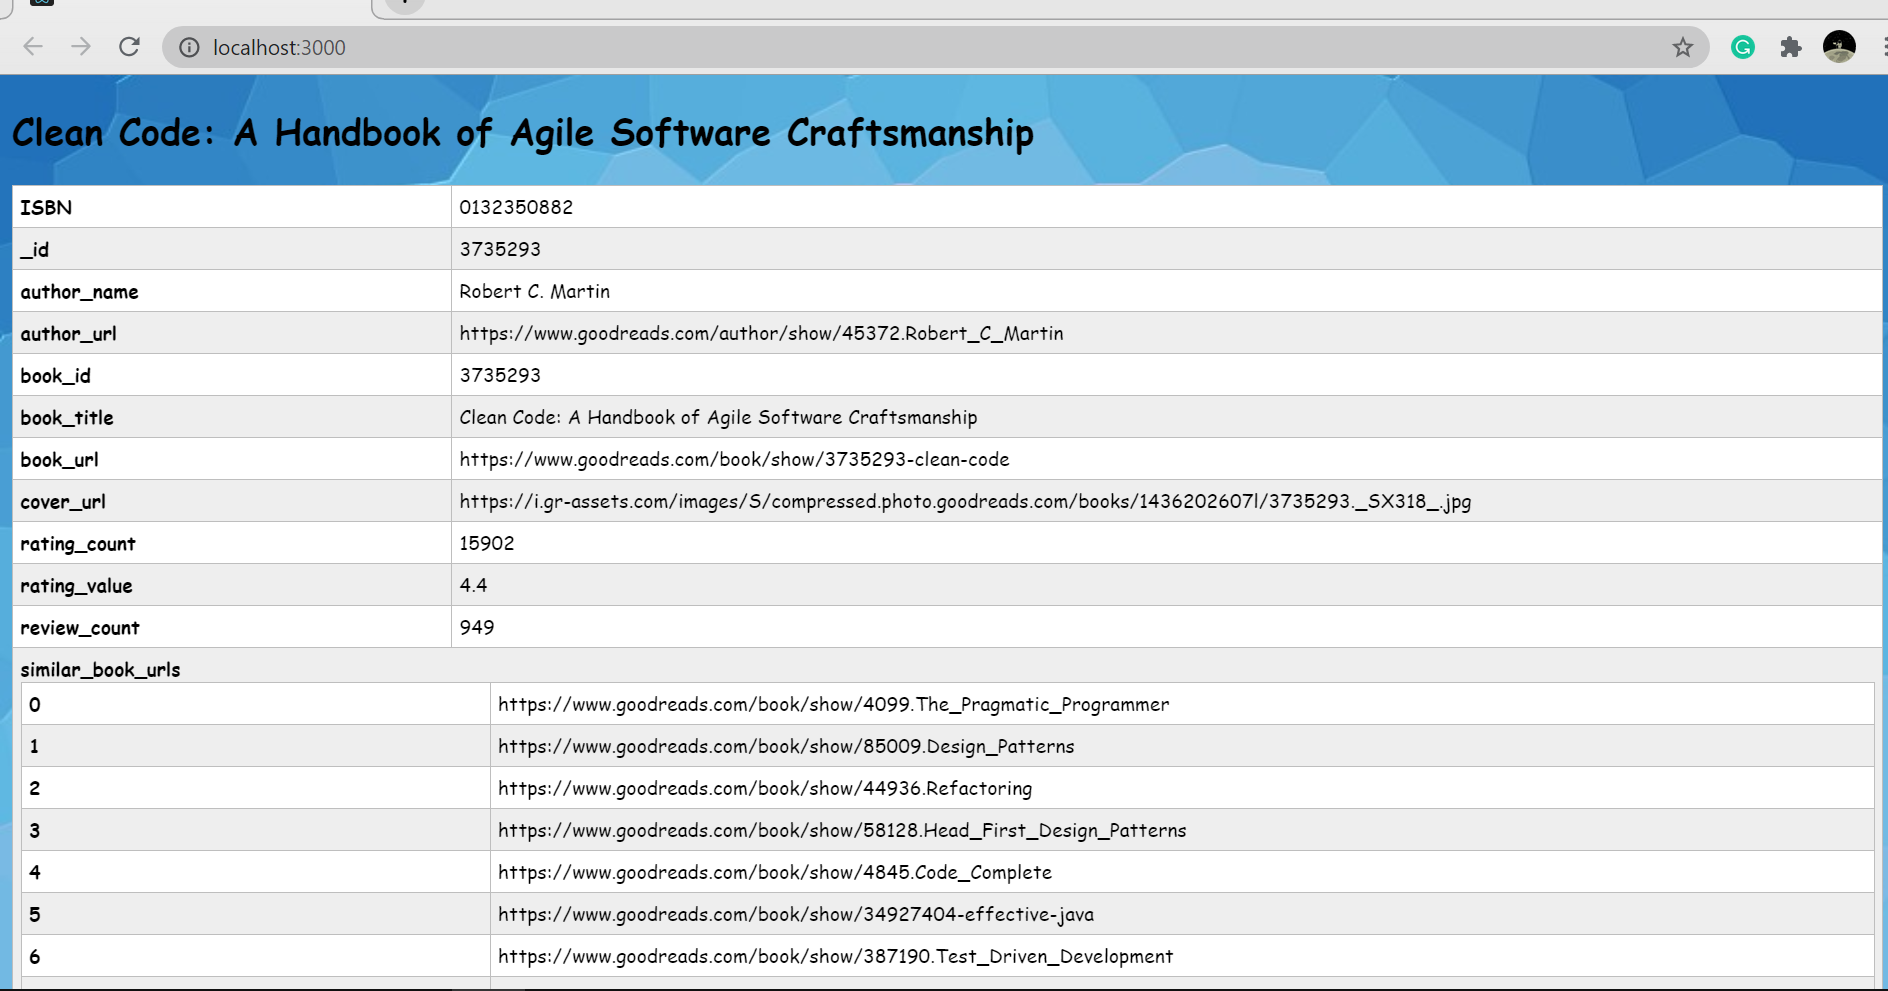 localhost:3000
Clean Code: A Handbook of Agile Software Craftsmanship
ISBN 0132350882
_id 3735293
author_name Robert C. Martin
author_url https://www.goodreads.com/author/show/45372.Robert_C_Martin
book_id 3735293
book_title Clean Code: A Handbook of Agile Software Craftsmanship
book_url https://www.goodreads.com/book/show/3735293-clean-code
cover_url https://i.gr-assets.com/images/S/compressed.photo.goodreads.com/books/1436202607l/3735293._SX318_.jpg
rating_count 15902
rating_value 4.4
review_count 949
similar_book_urls
0 https://www.goodreads.com/book/show/4099.The_Pragmatic_Programmer
1 https://www.goodreads.com/book/show/85009.Design_Patterns
2 https://www.goodreads.com/book/show/44936.Refactoring
3 https://www.goodreads.com/book/show/58128.Head_First_Design_Patterns
4 https://www.goodreads.com/book/show/4845.Code_Complete
5 https://www.goodreads.com/book/show/34927404-effective-java
6 https://www.goodreads.com/book/show/387190.Test_Driven_Development